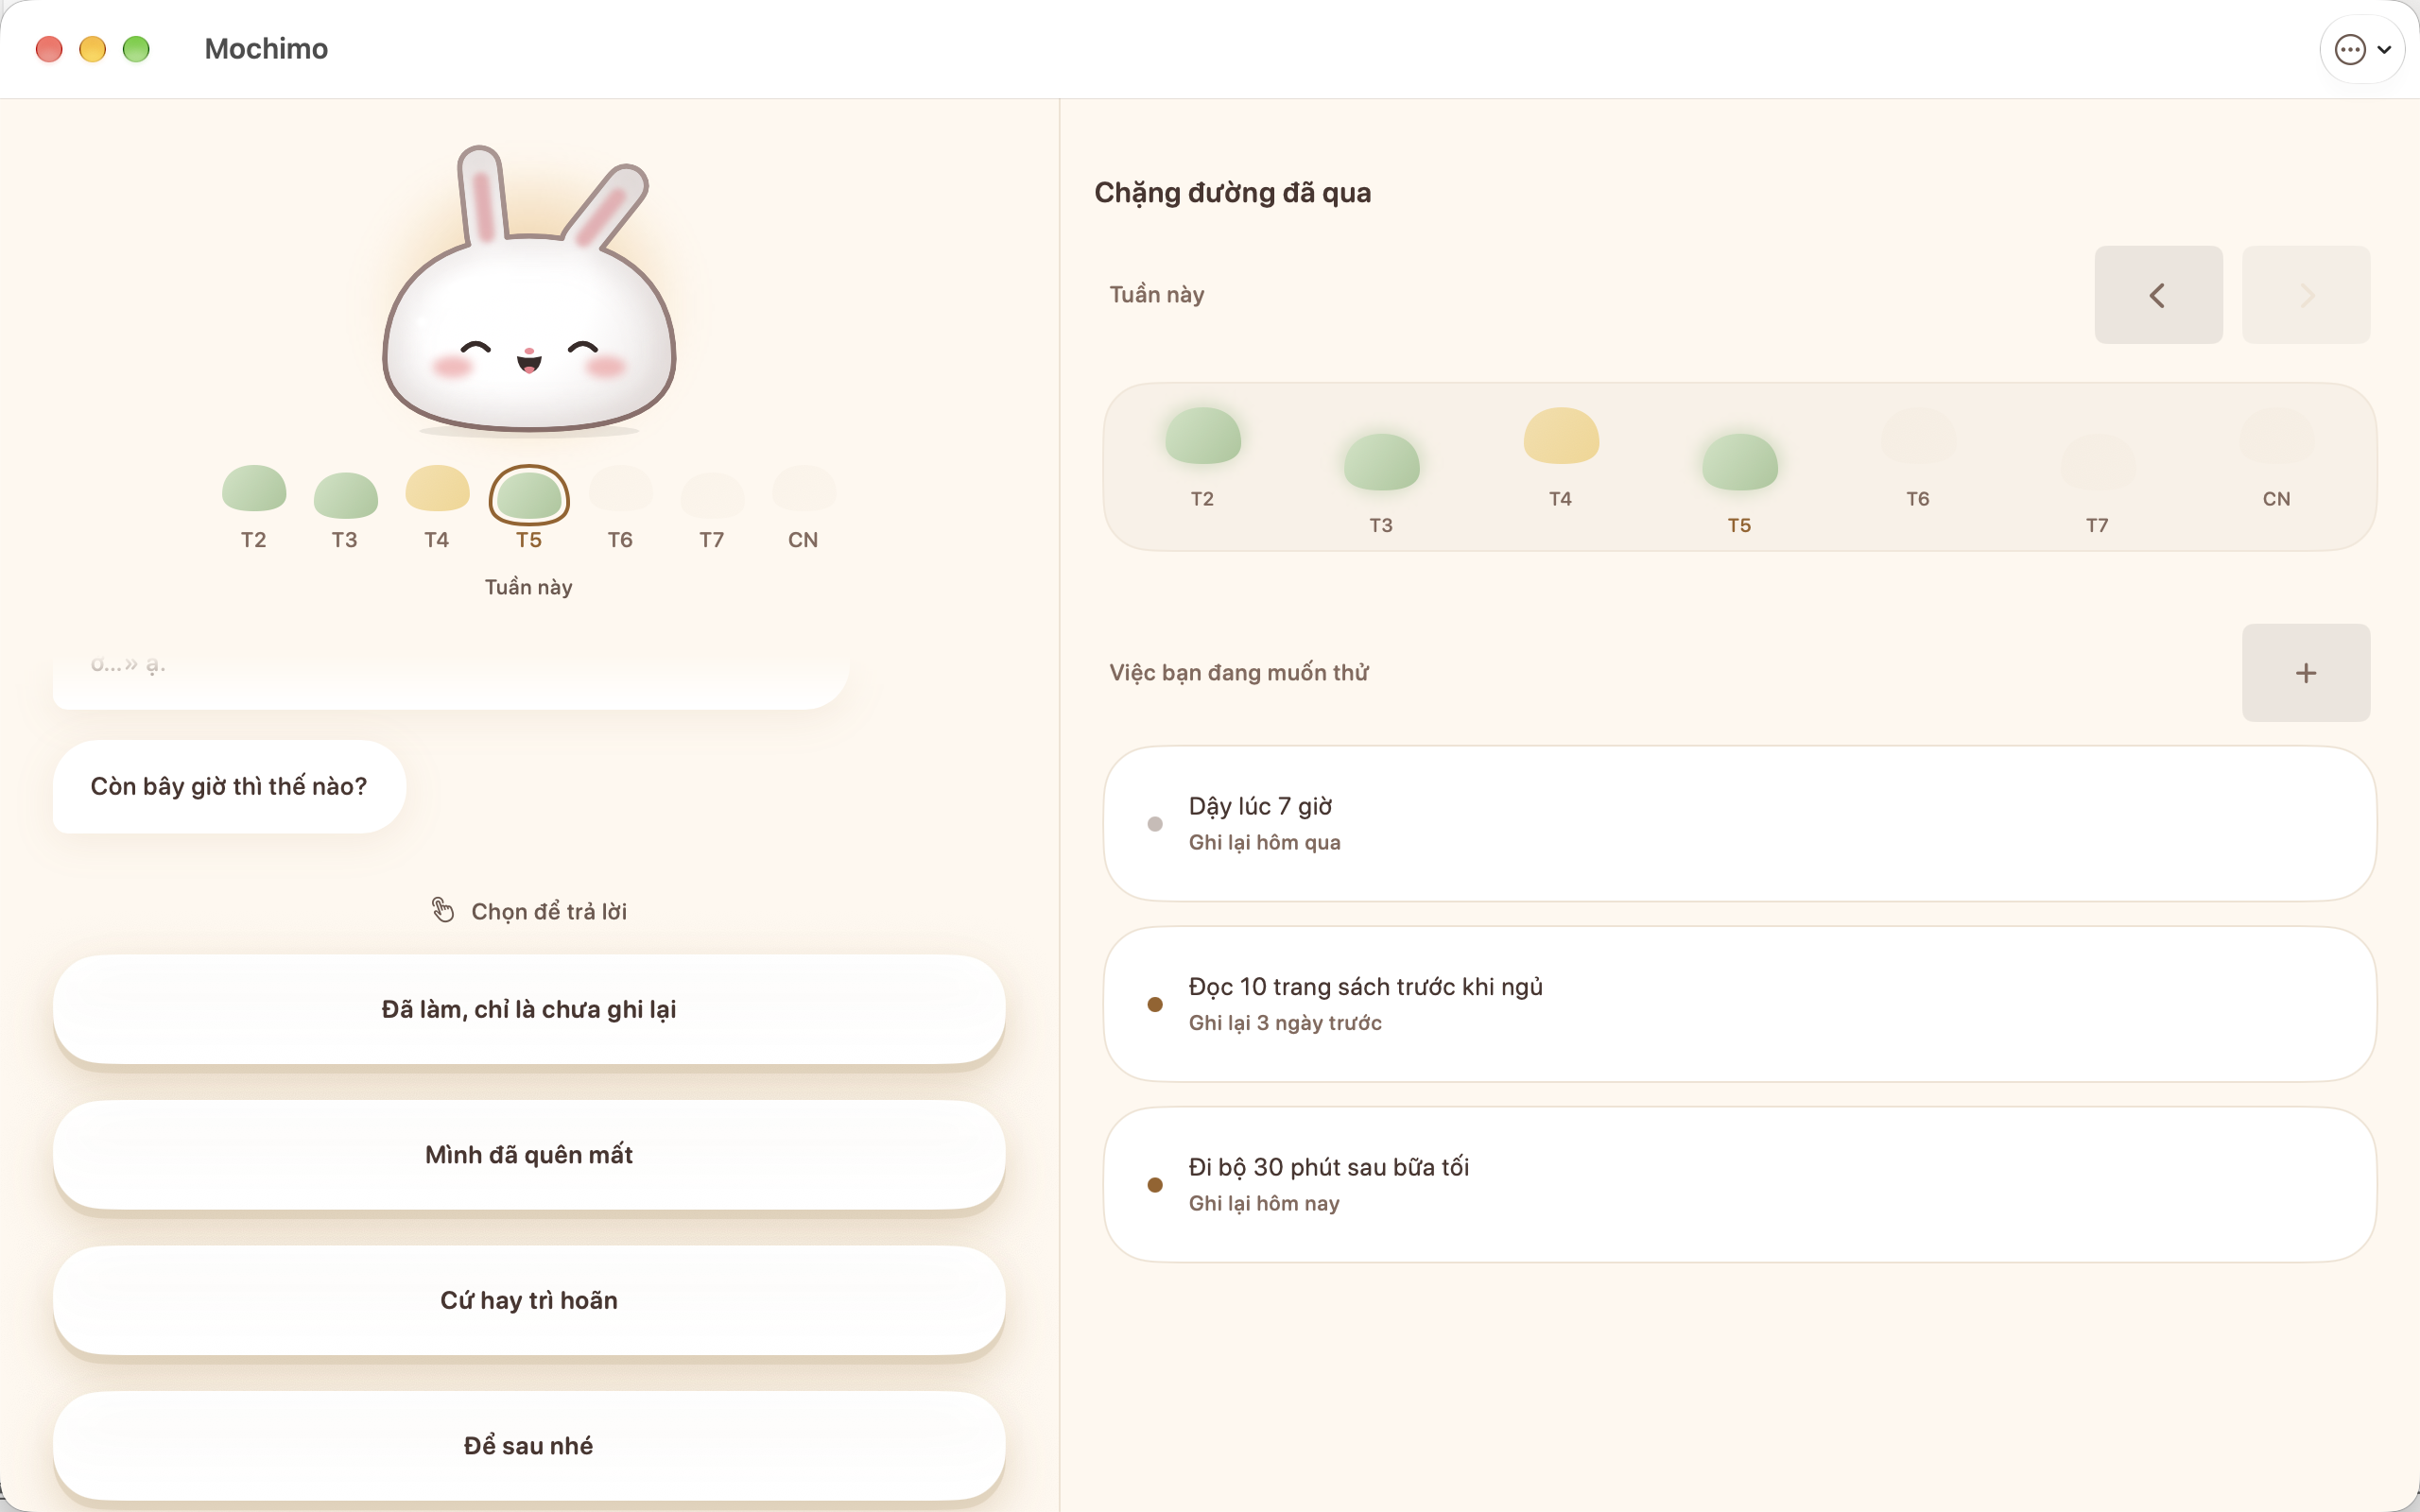 Mochimo
T2 T3 T4 T5 T6 T7 CN
Tuần này
ơ...» ạ.
Còn bây giờ thì thế nào?
Chọn để trả lời
Đã làm, chỉ là chưa ghi lại
Mình đã quên mất
Cứ hay trì hoãn
Để sau nhé
Chặng đường đã qua
Tuần này
T2 T3 T4 T5 T6 T7 CN
Việc bạn đang muốn thử
Dậy lúc 7 giờ
Ghi lại hôm qua
Đọc 10 trang sách trước khi ngủ
Ghi lại 3 ngày trước
Đi bộ 30 phút sau bữa tối
Ghi lại hôm nay